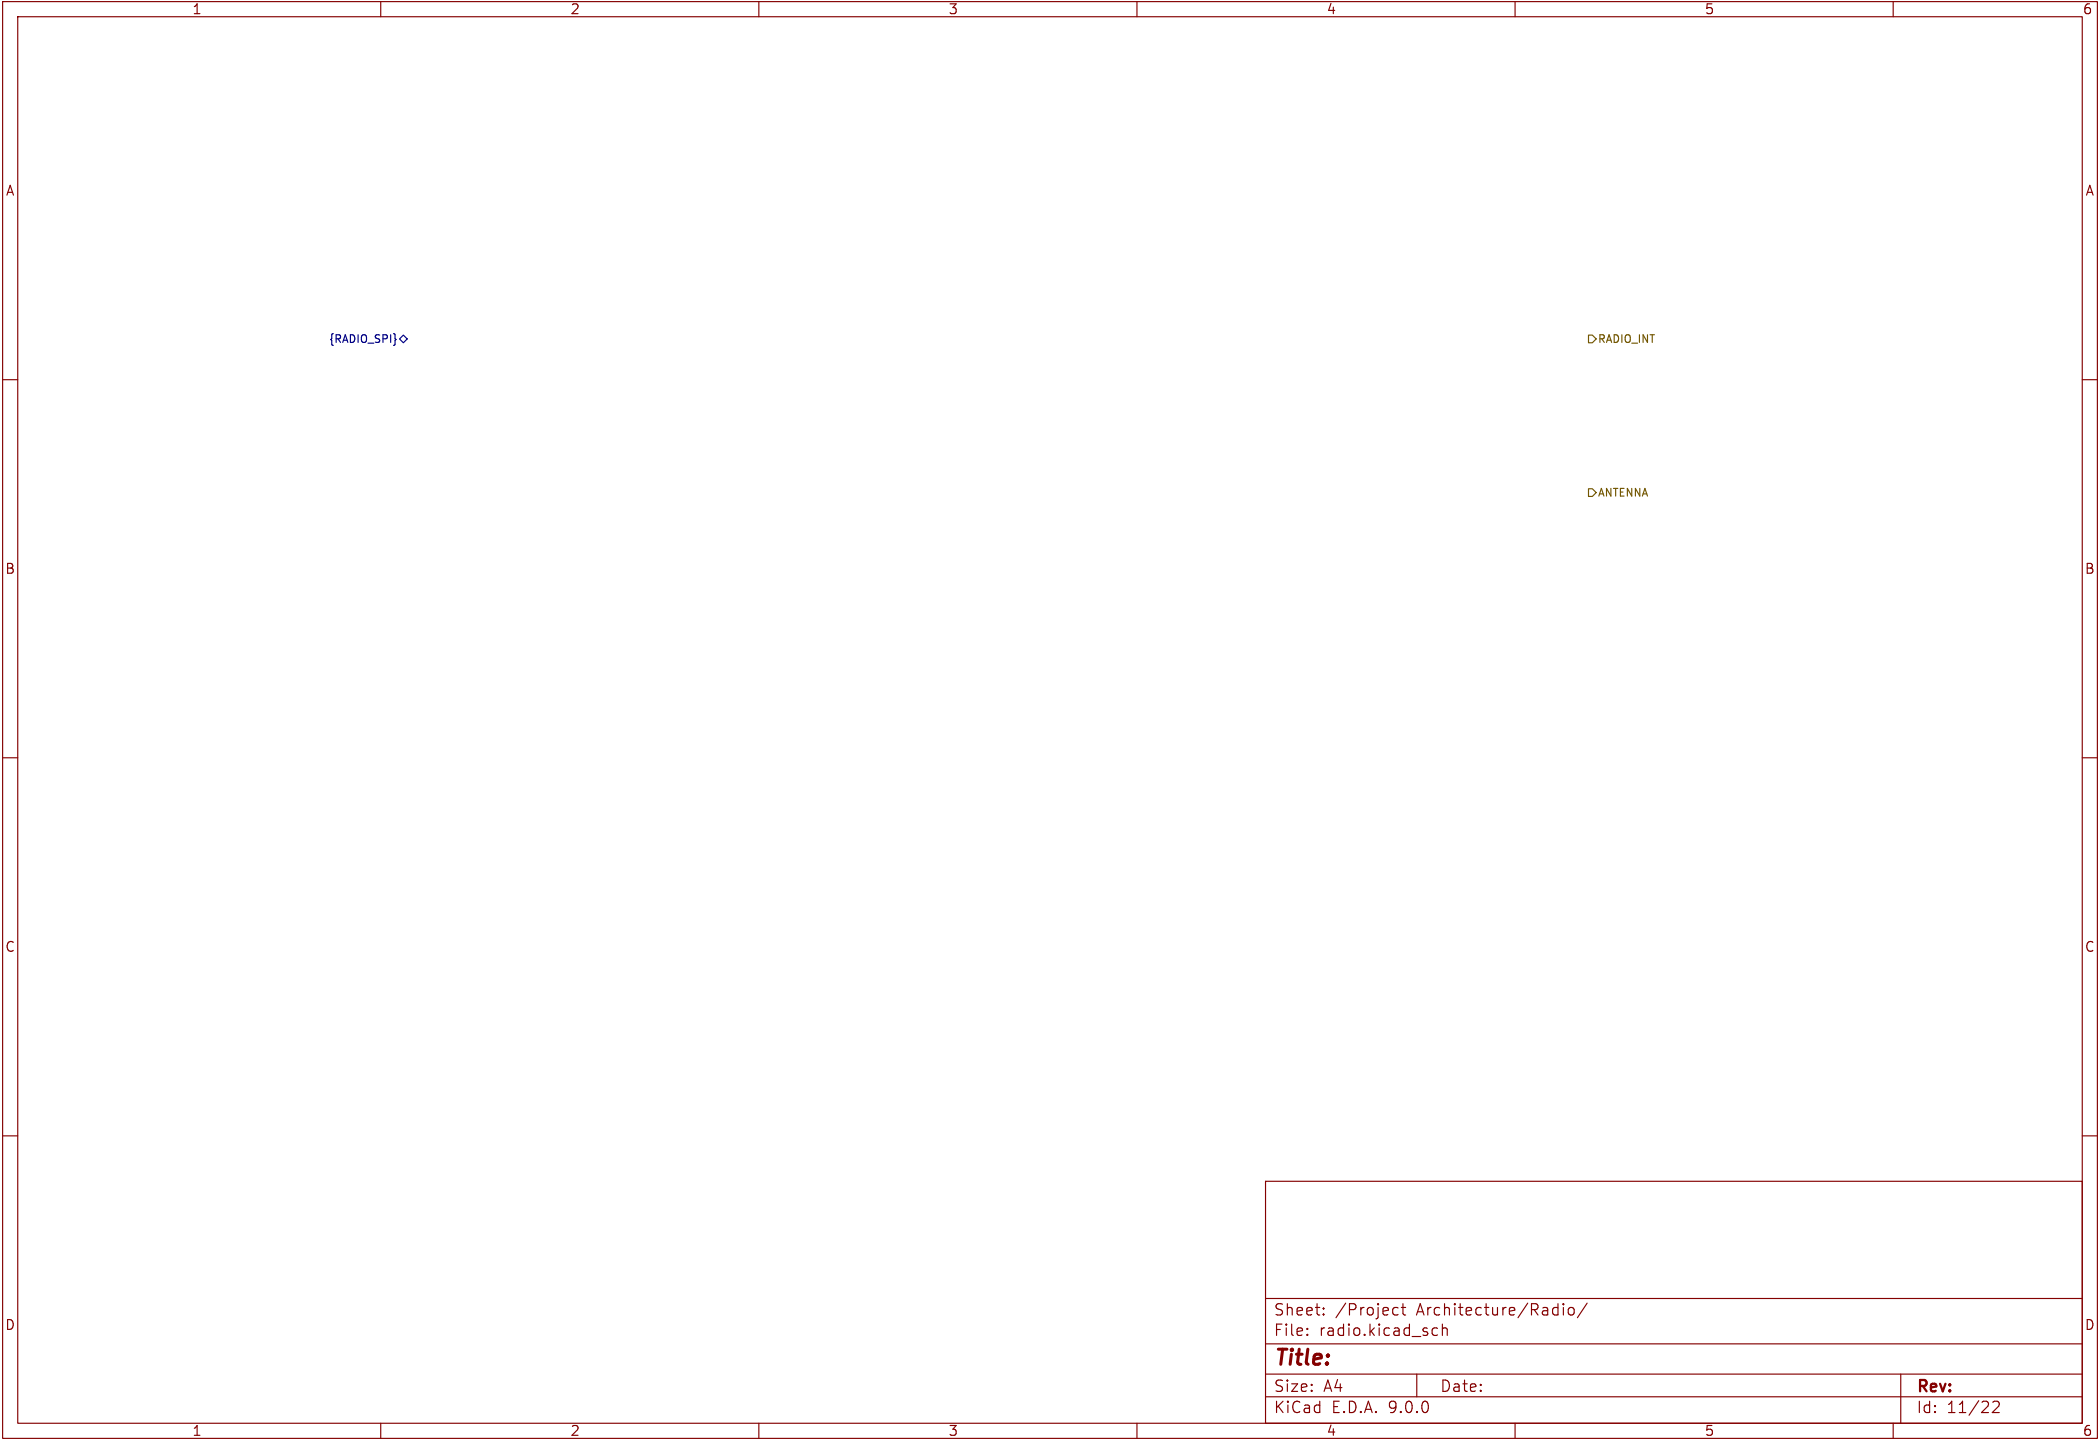 1 2 3 4 5 6
A A
{RADIO_SPI} RADIO_INT
ANTENNA
B B
C C
Sheet: /Project Architecture/Radio/
File: radio.kicad_sch
D D
Title:
Size: A4 Date: Rev:
KiCad E.D.A. 9.0.0 Id: 11/22
1 2 3 4 5 6